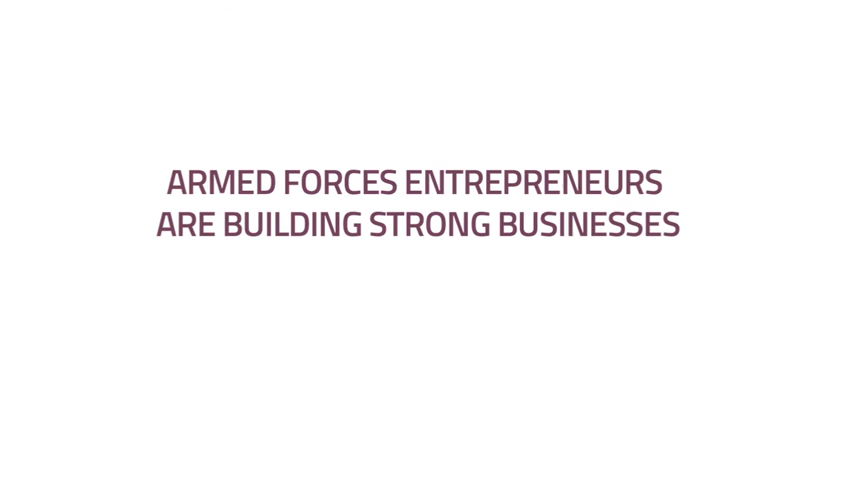 ARMED FORCES ENTREPRENEURS
ARE BUILDING STRONG BUSINESSES